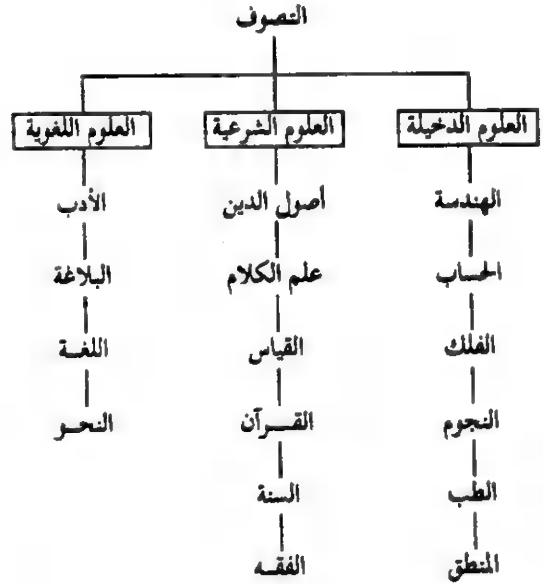 التصوف
العلوم الدخيلة العلوم الشرعية العلوم اللغوية
الهندسة أصول الدين الأدب
الحساب علم الكلام البلاغة
الفلك القياس اللغة
النجوم القرآن النحو
الطب السنة
المنطق الفقه